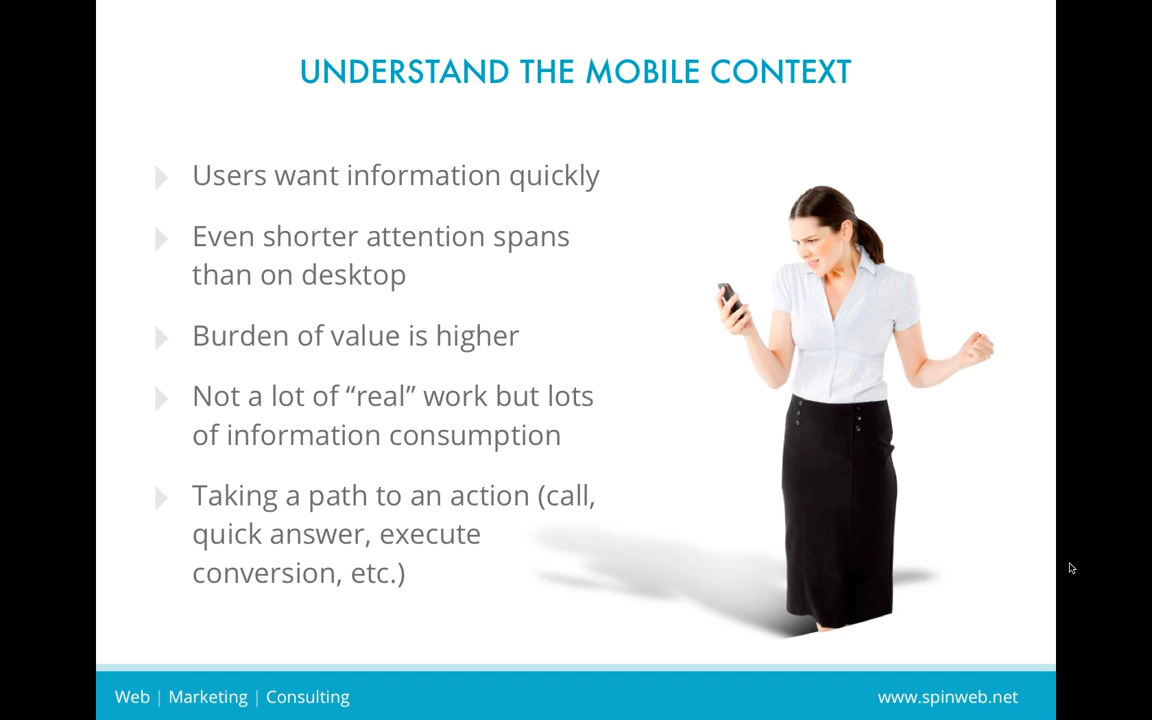 UNDERSTAND THE MOBILE CONTEXT
Users want information quickly
Even shorter attention spans
than on desktop
Burden of value is higher
Not a lot of “real” work but lots
of information consumption
Taking a path to an action (call,
quick answer, execute
conversion, etc.)
Web | Marketing | Consulting
www.spinweb.net